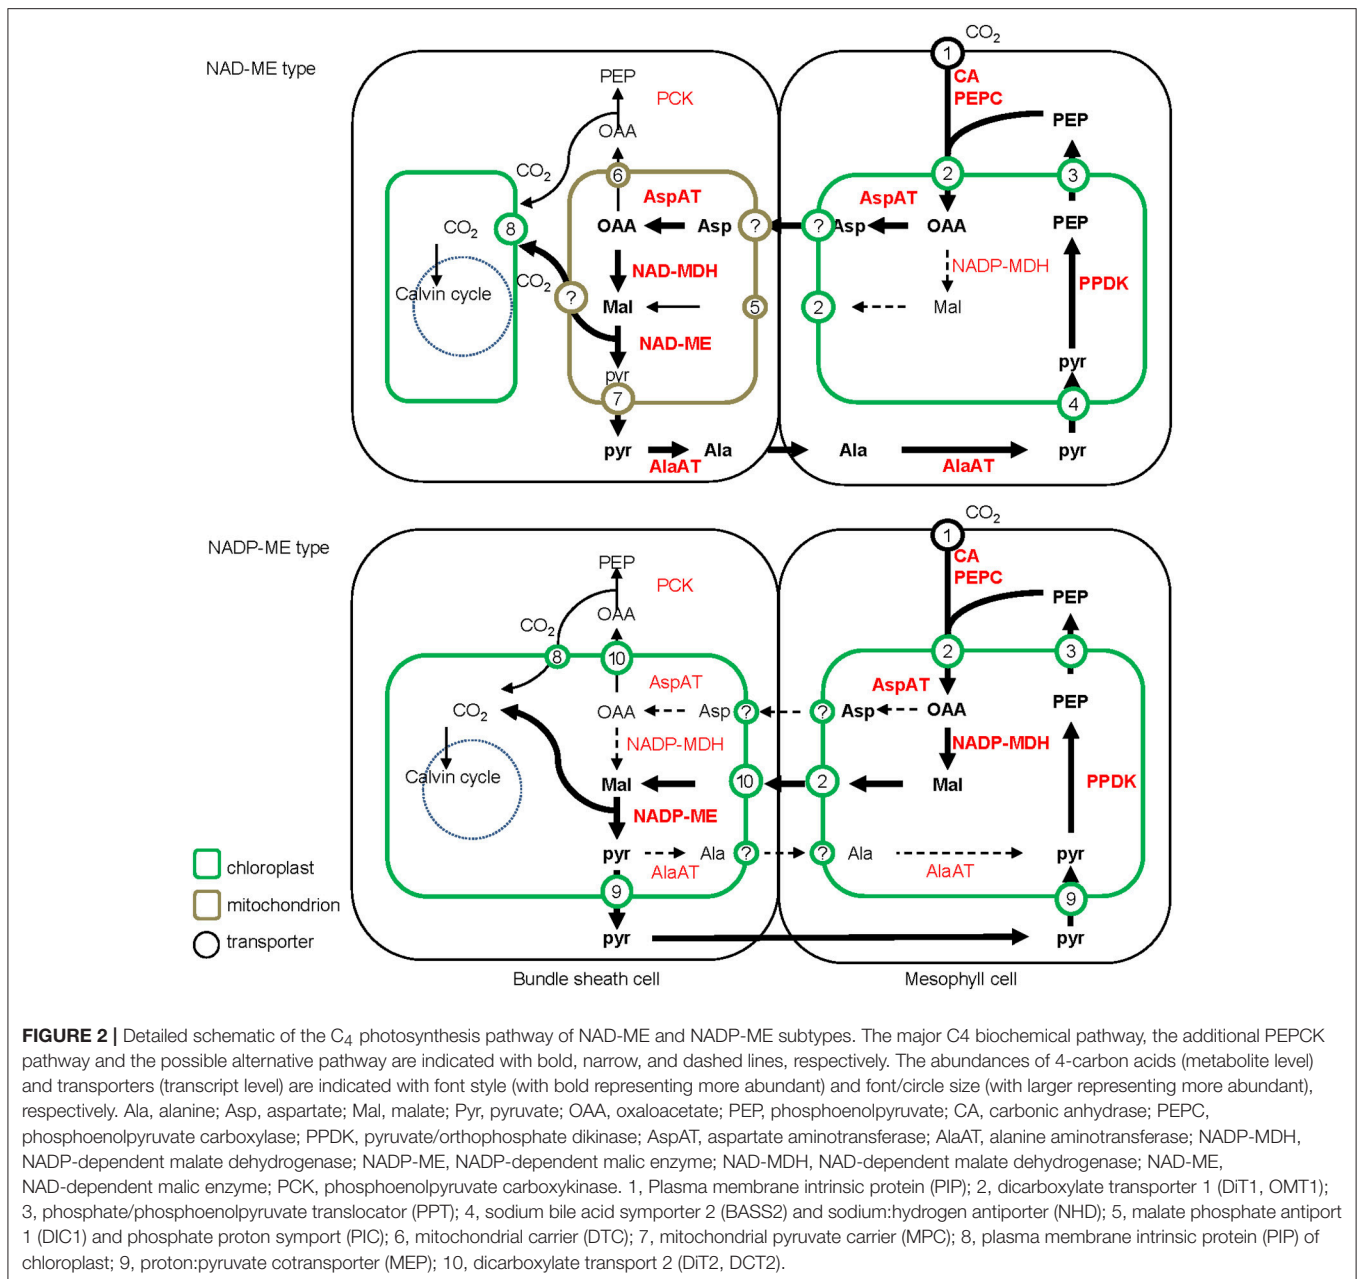 CO2
NAD-ME type
1
CA
PEPC
PEP
PCK
OAA
PEP
CO2
6
2
3
AspAT
AspAT
CO2
8
OAA
Asp
?
?
Asp
OAA
PEP
NAD-MDH
NADP-MDH
PPDK
CO2
Calvin cycle
?
Mal
5
2
Mal
NAD-ME
pyr
pyr
7
4
pyr
Ala
Ala
pyr
AlaAT
AlaAT
CO2
NADP-ME type
1
CA
PEPC
PEP
PCK
OAA
PEP
CO2
8
10
2
3
AspAT
AspAT
CO2
OAA
Asp
?
?
Asp
OAA
PEP
NADP-MDH
NADP-MDH
Calvin cycle
Mal
10
2
Mal
PPDK
NADP-ME
pyr
Ala
?
?
Ala
pyr
AlaAT
AlaAT
9
9
pyr
pyr
chloroplast
mitochondrion
transporter
Bundle sheath cell
Mesophyll cell
FIGURE 2 | Detailed schematic of the C4 photosynthesis pathway of NAD-ME and NADP-ME subtypes. The major C4 biochemical pathway, the additional PEPCK
pathway and the possible alternative pathway are indicated with bold, narrow, and dashed lines, respectively. The abundances of 4-carbon acids (metabolite level)
and transporters (transcript level) are indicated with font style (with bold representing more abundant) and font/circle size (with larger representing more abundant),
respectively. Ala, alanine; Asp, aspartate; Mal, malate; Pyr, pyruvate; OAA, oxaloacetate; PEP, phosphoenolpyruvate; CA, carbonic anhydrase; PEPC,
phosphoenolpyruvate carboxylase; PPDK, pyruvate/orthophosphate dikinase; AspAT, aspartate aminotransferase; AlaAT, alanine aminotransferase; NADP-MDH,
NADP-dependent malate dehydrogenase; NADP-ME, NADP-dependent malic enzyme; NAD-MDH, NAD-dependent malate dehydrogenase; NAD-ME,
NAD-dependent malic enzyme; PCK, phosphoenolpyruvate carboxykinase. 1, Plasma membrane intrinsic protein (PIP); 2, dicarboxylate transporter 1 (DiT1, OMT1);
3, phosphate/phosphoenolpyruvate translocator (PPT); 4, sodium bile acid symporter 2 (BASS2) and sodium:hydrogen antiporter (NHD); 5, malate phosphate antiport
1 (DIC1) and phosphate proton symport (PIC); 6, mitochondrial carrier (DTC); 7, mitochondrial pyruvate carrier (MPC); 8, plasma membrane intrinsic protein (PIP) of
chloroplast; 9, proton:pyruvate cotransporter (MEP); 10, dicarboxylate transport 2 (DiT2, DCT2).